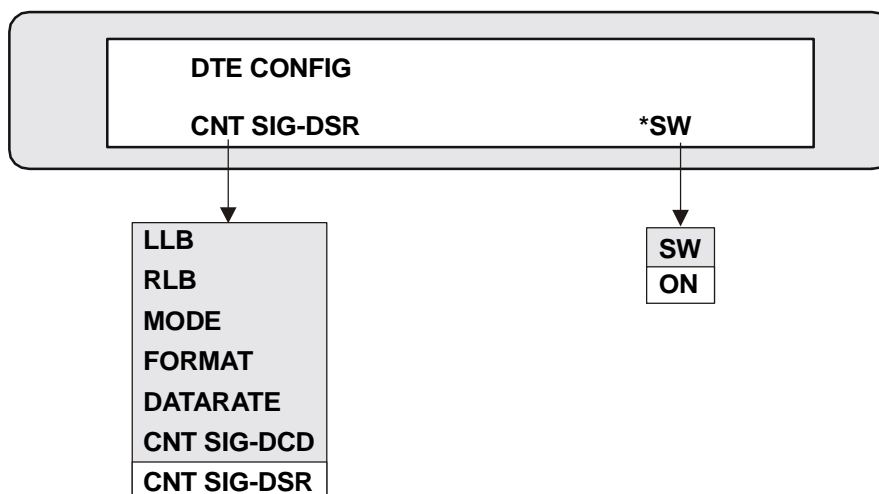 DTE CONFIG
CNT SIG-DSR *SW
LLB
RLB
MODE
FORMAT
DATARATE
CNT SIG-DCD
CNT SIG-DSR
SW
ON